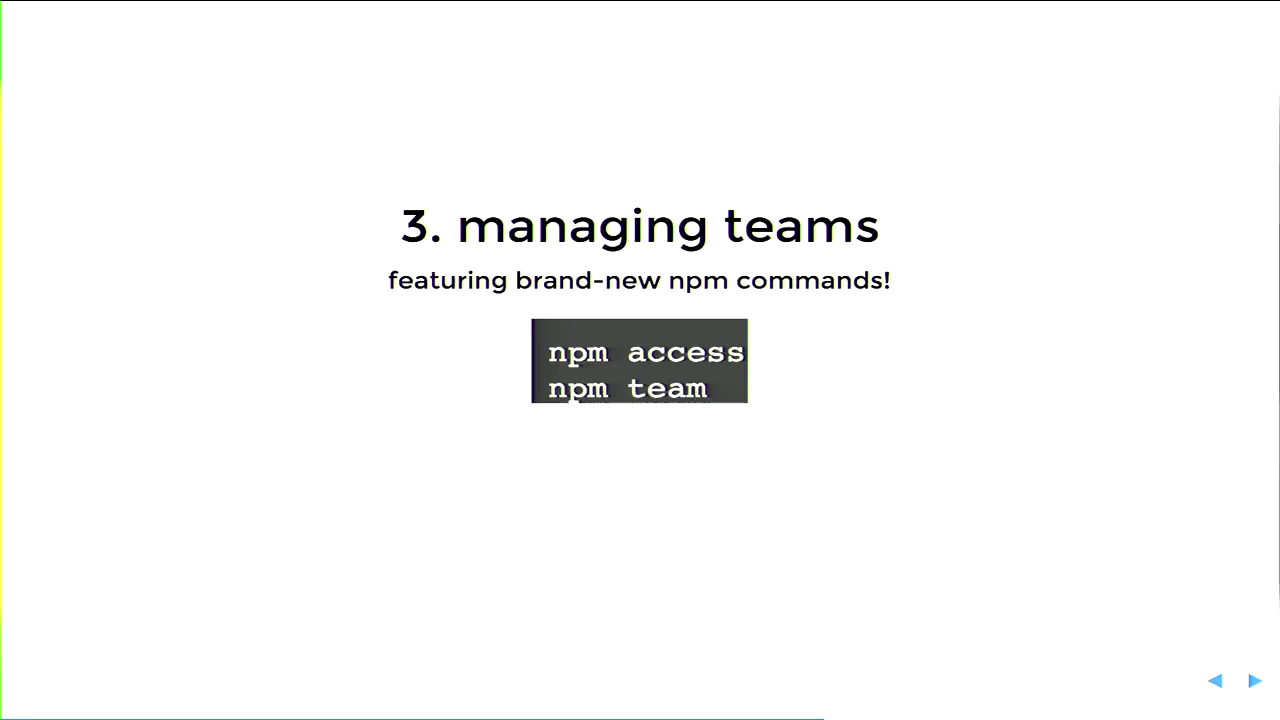 3. managing teams
featuring brand-new npm commands!
npm access
npm team